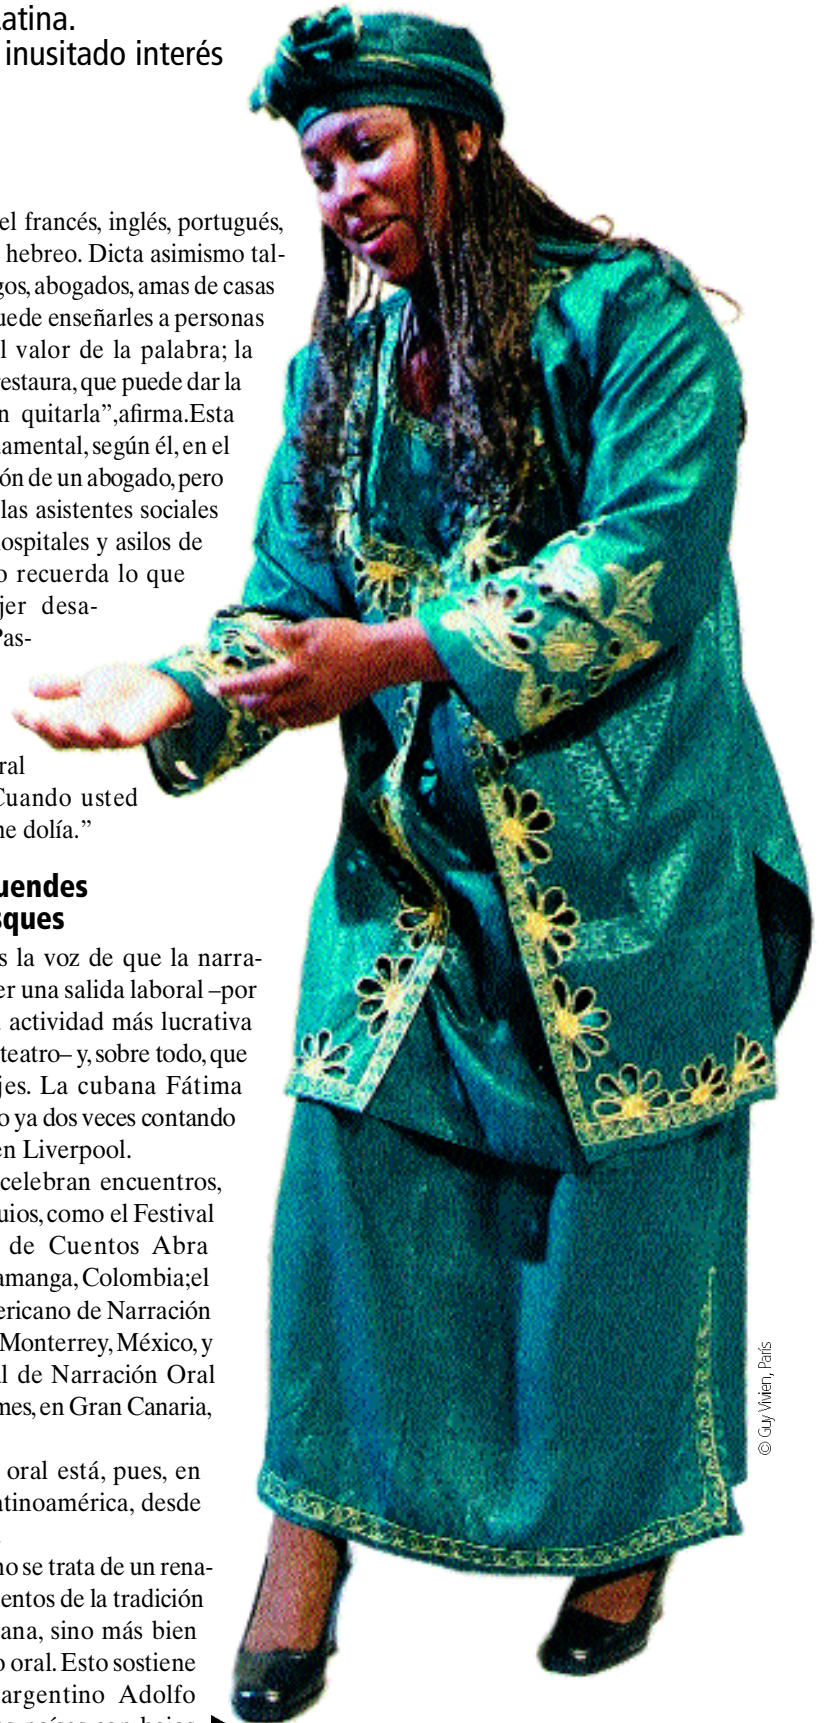 atina.
inusitado interés
el francés, inglés, portugués,
hebreo. Dicta asimismo tal-
gos, abogados, amas de casas
uede enseñarles a personas
l valor de la palabra; la
restaura, que puede dar la
n quitarla”,afirma.Esta
lamental, según él, en el
ón de un abogado, pero
las asistentes sociales
ospitales y asilos de
o recuerda lo que
jer desa-
Pas-
ral
Cuando usted
ne dolía.”
uendes
sques
s la voz de que la narra-
er una salida laboral –por
actividad más lucrativa
teatro– y, sobre todo, que
jes. La cubana Fátima
o ya dos veces contando
en Liverpool.
celebran encuentros,
uios, como el Festival
de Cuentos Abra
amanga, Colombia;el
ericano de Narración
Monterrey, México, y
l de Narración Oral
mes, en Gran Canaria,
oral está, pues, en
atinoamérica, desde
no se trata de un rena-
entos de la tradición
ana, sino más bien
o oral. Esto sostiene
argentino Adolfo
© Guy Vivien, París